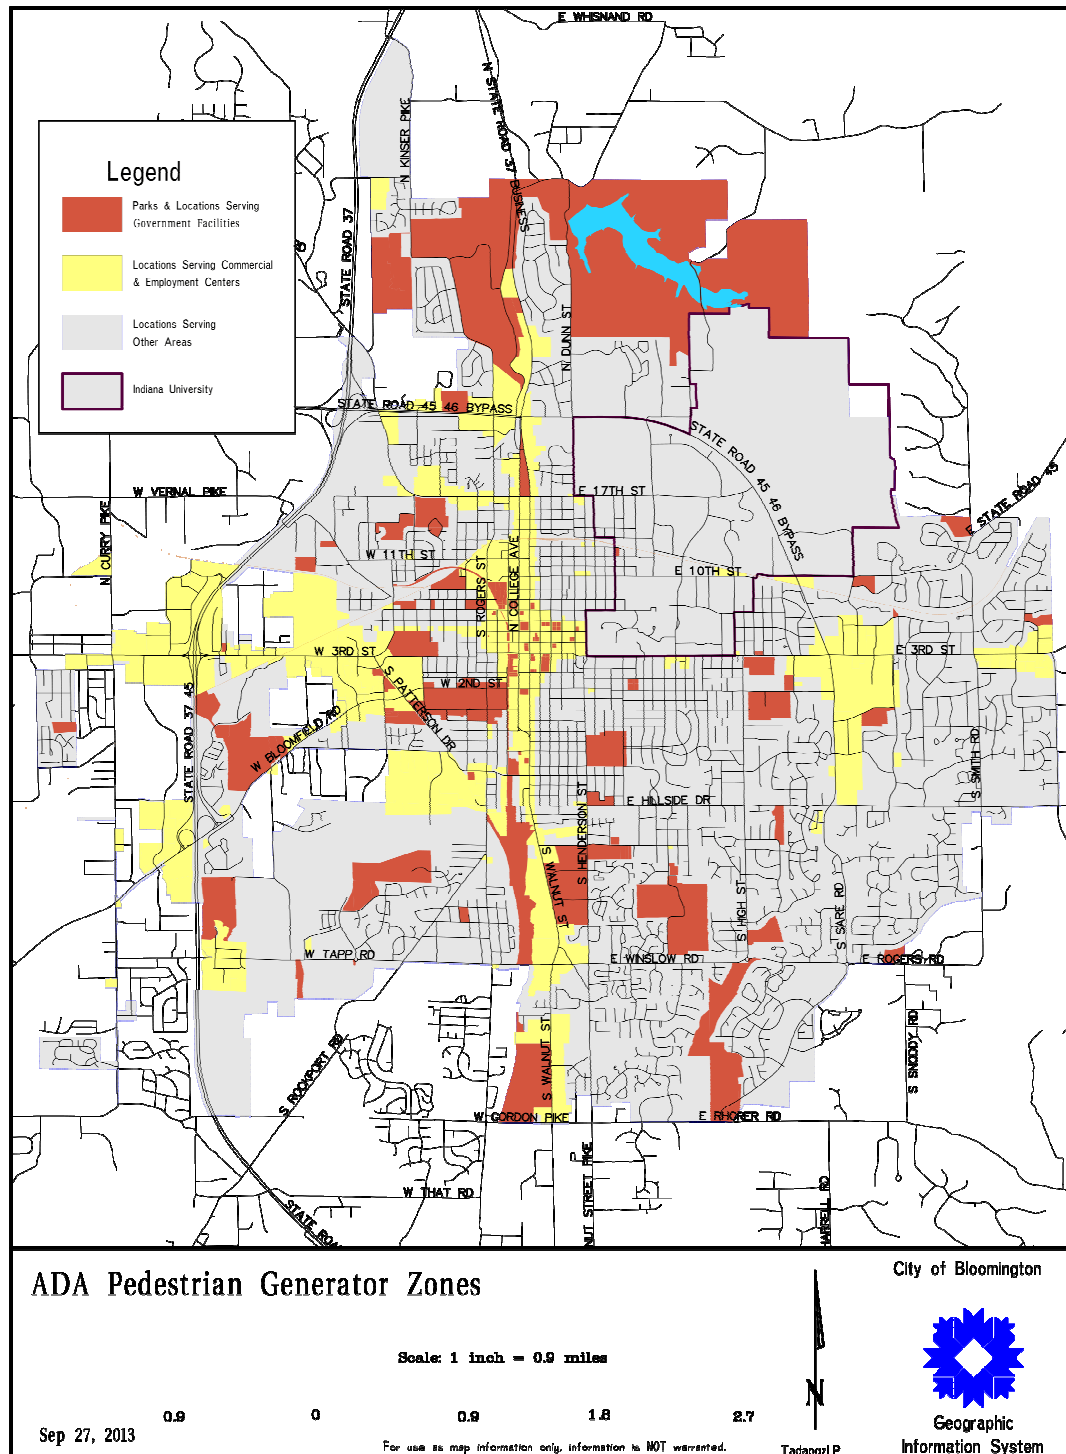 E WHISNAND RD
N STATE ROAD 37 BUSINESS
N KINSER PIKE
STATE ROAD 37
Legend
Parks & Locations Serving
Government Facilities
Locations Serving Commercial
& Employment Centers
Locations Serving
Other Areas
Indiana University
N DUNN ST
STATE ROAD 45 46 BYPASS
STATE ROAD 45 46 BYPASS
E STATE ROAD 45
W VERNAL PIKE
E 17TH ST
N CURRY PIKE
W 11TH ST
N COLLEGE AVE
S ROGERS ST
E 10TH ST
W 3RD ST
E 3RD ST
W 2ND ST
S PATTERSON DR
STATE ROAD 37 45
W BLOOMFIELD RD
S SMITH RD
E HILLSIDE DR
S HENDERSON ST
S WALNUT ST
S HIGH ST
S SARE RD
W TAPP RD
E WINSLOW RD
E ROGERS RD
S ROCKPORT RD
S WALNUT ST
S SNODDY RD
W GORDON PIKE
E RHORER RD
W THAT RD
STATE ROA
NUT STREET PIKE
HARRELL RD
ADA Pedestrian Generator Zones
City of Bloomington
Scale: 1 inch = 0.9 miles
0.9 0 0.9 1.8 2.7
N
Geographic
Information System
Sep 27, 2013
For use as map information only, information is NOT warranted.